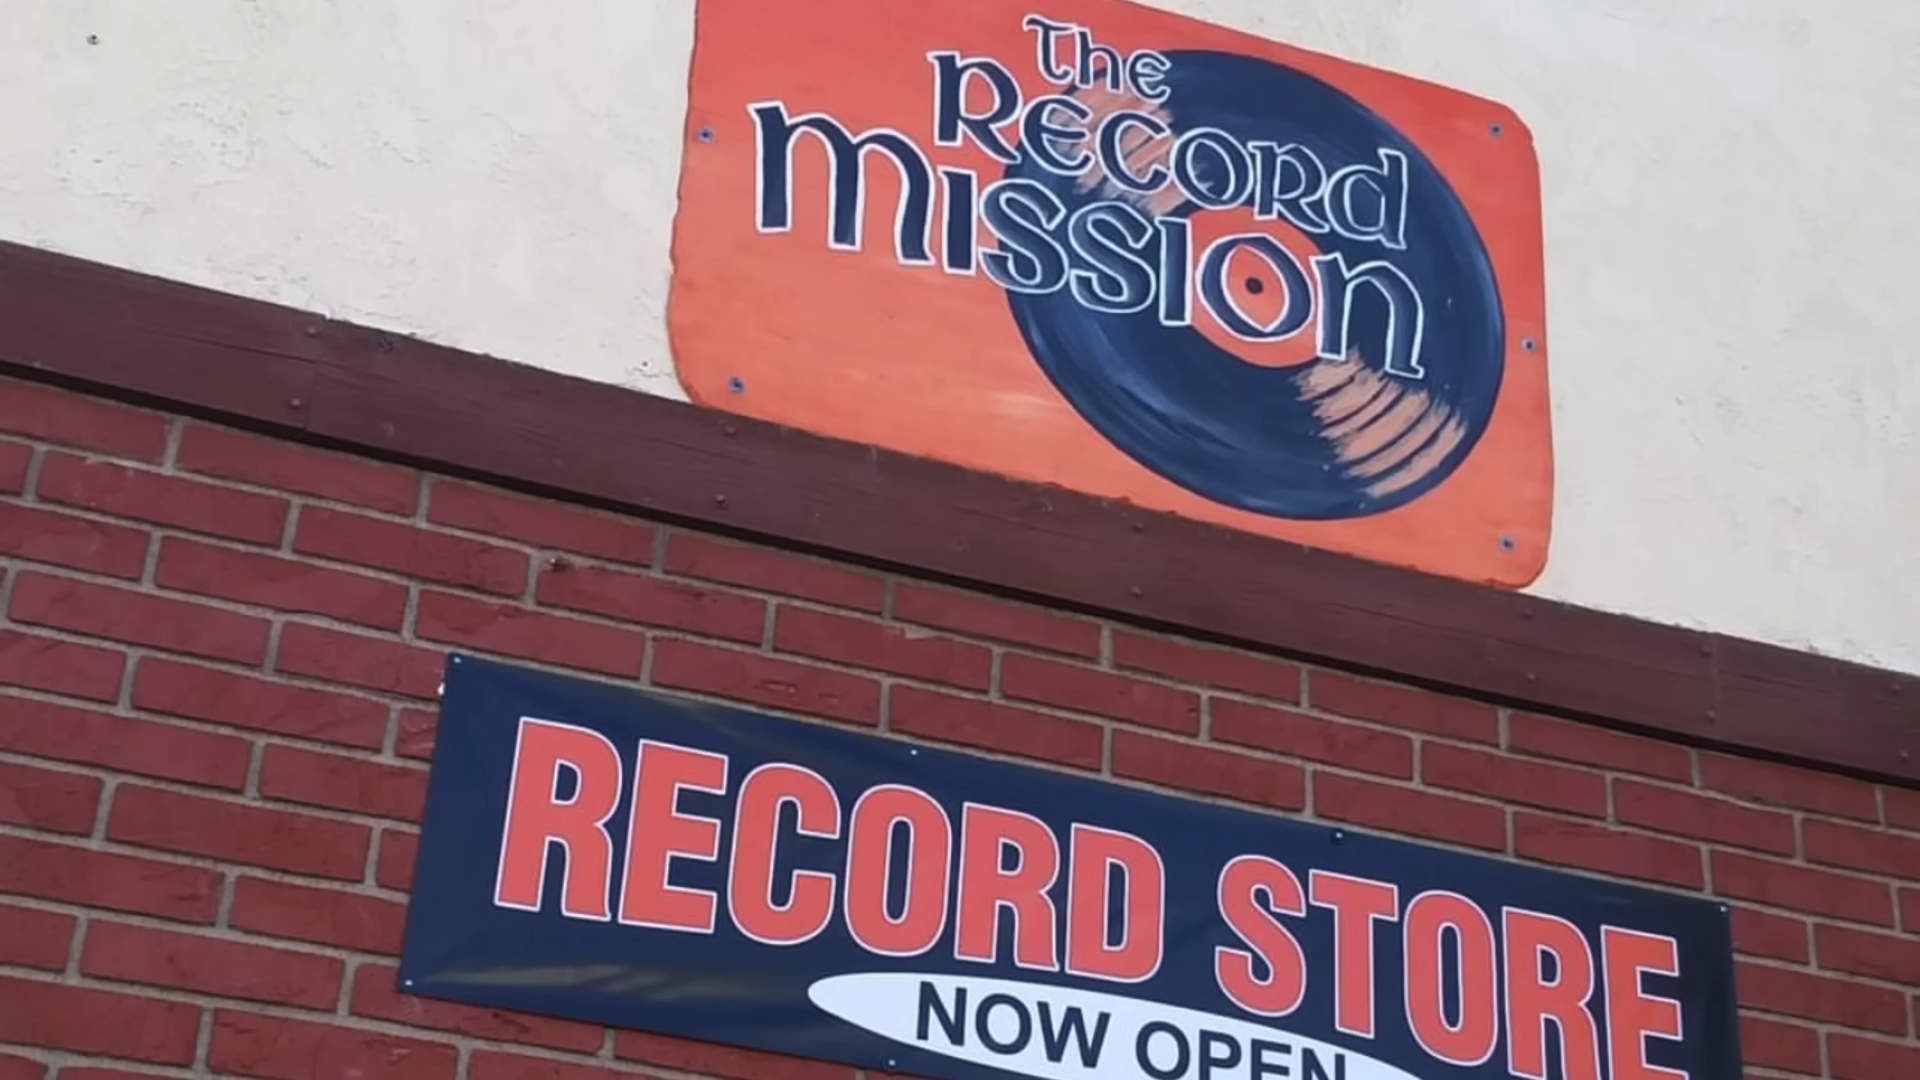 The
RECORd
mISSIOn
RECORD STORE
NOW OPEN